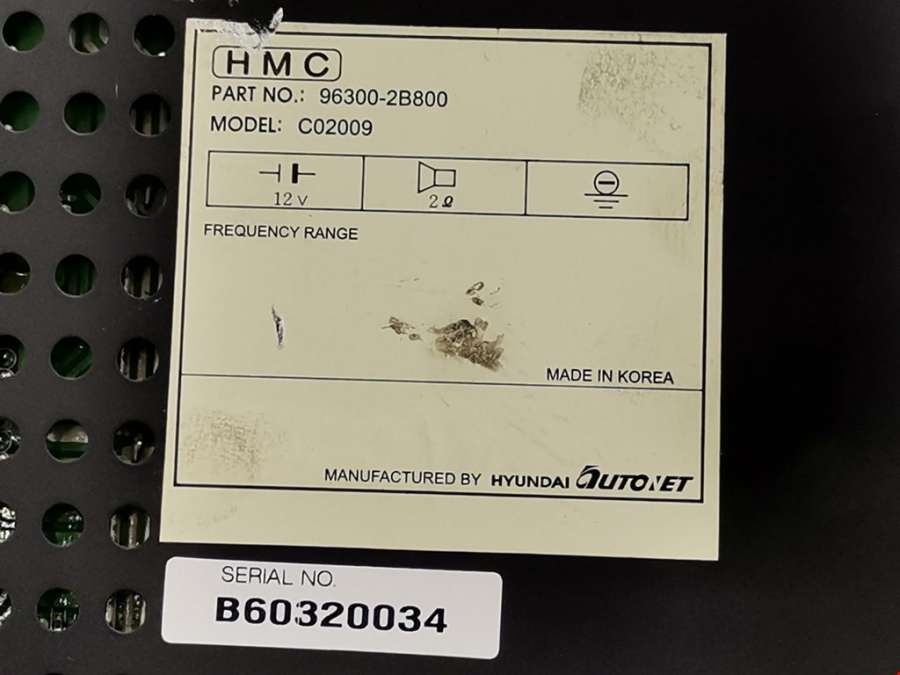 HMC
PART NO.: 96300-2B800
MODEL: C02009
12 V
2 Ω
FREQUENCY RANGE
MADE IN KOREA
MANUFACTURED BY HYUNDAI AUTONET
SERIAL NO.
B60320034